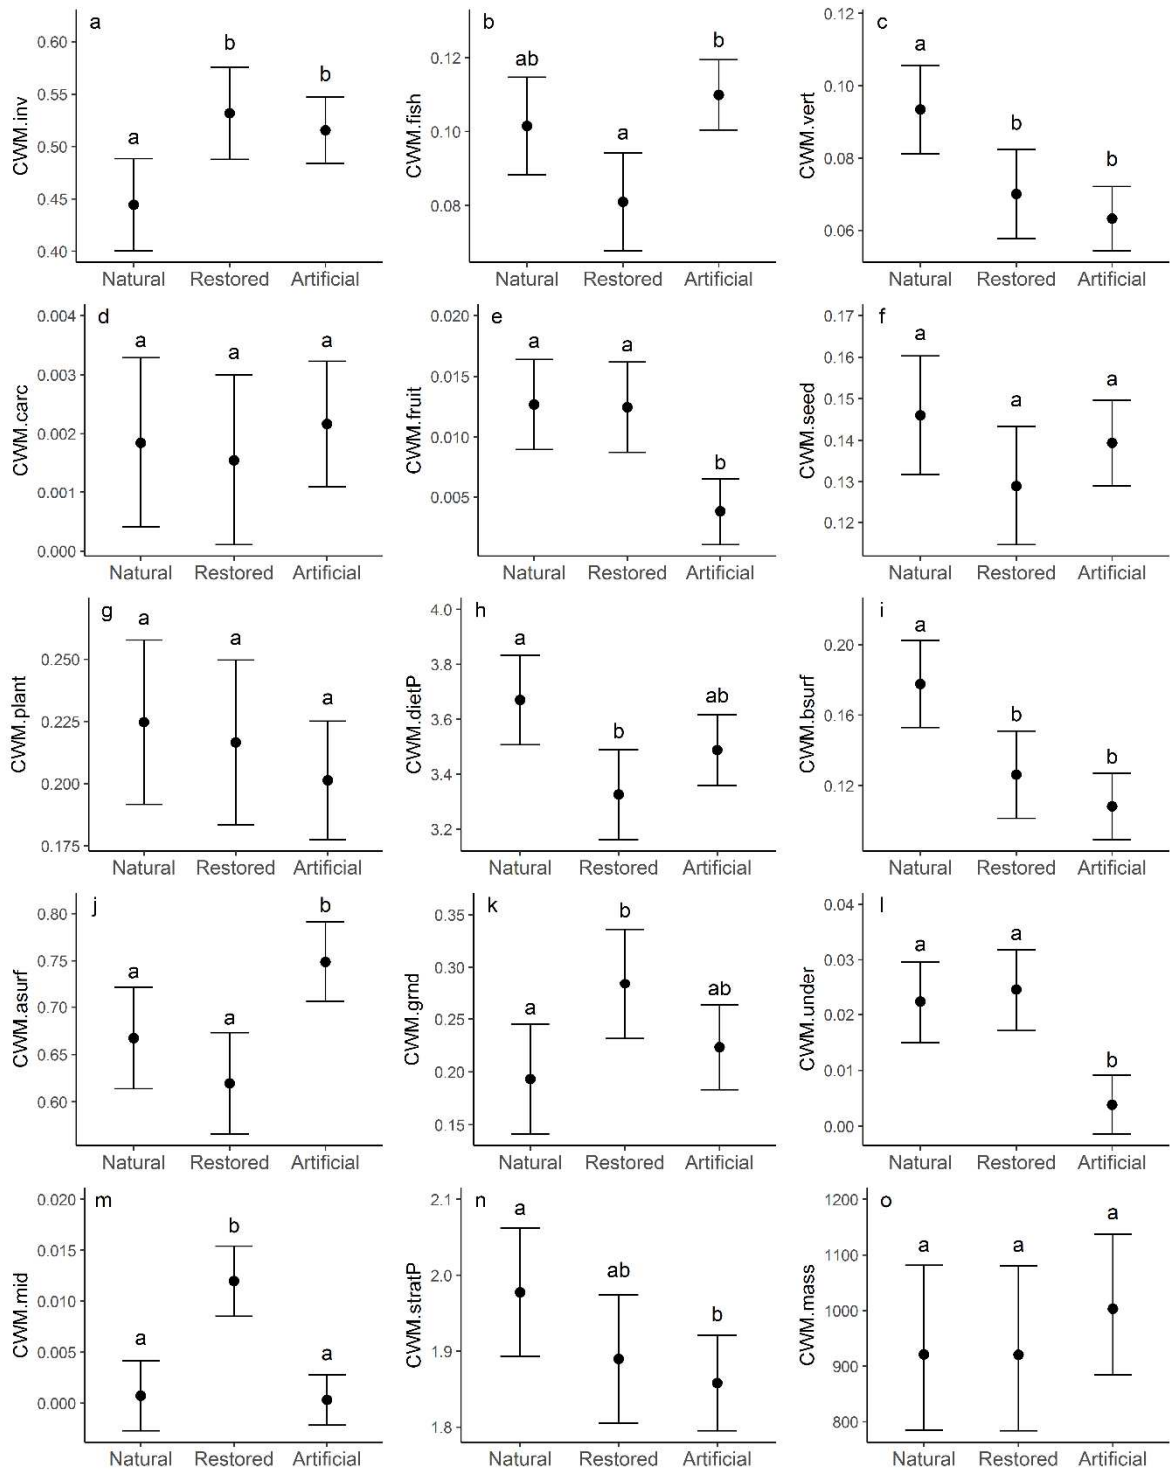 a
CWM.inv
0.60
0.55
0.50
0.45
0.40
a
b
b
Natural Restored Artificial
b
CWM.fish
0.12
0.10
0.08
ab
a
b
Natural Restored Artificial
c
CWM.vert
0.12
0.10
0.08
0.06
a
b
b
Natural Restored Artificial
d
CWM.carc
0.004
0.003
0.002
0.001
0.000
a
a
a
Natural Restored Artificial
e
CWM.fruit
0.020
0.015
0.010
0.005
a
a
b
Natural Restored Artificial
f
CWM.seed
0.17
0.16
0.15
0.14
0.13
0.12
a
a
a
Natural Restored Artificial
g
CWM.plant
0.250
0.225
0.200
0.175
a
a
a
Natural Restored Artificial
h
CWM.dietP
4.0
3.8
3.6
3.4
3.2
a
b
ab
Natural Restored Artificial
i
CWM.bsurf
0.20
0.16
0.12
a
b
b
Natural Restored Artificial
j
CWM.asurf
0.80
0.75
0.70
0.65
0.60
a
a
b
Natural Restored Artificial
k
CWM.grnd
0.35
0.30
0.25
0.20
0.15
a
b
ab
Natural Restored Artificial
l
CWM.under
0.04
0.03
0.02
0.01
0.00
a
a
b
Natural Restored Artificial
m
CWM.mid
0.020
0.015
0.010
0.005
0.000
a
b
a
Natural Restored Artificial
n
CWM.stratP
2.1
2.0
1.9
1.8
a
ab
b
Natural Restored Artificial
o
CWM.mass
1200
1100
1000
900
800
a
a
a
Natural Restored Artificial